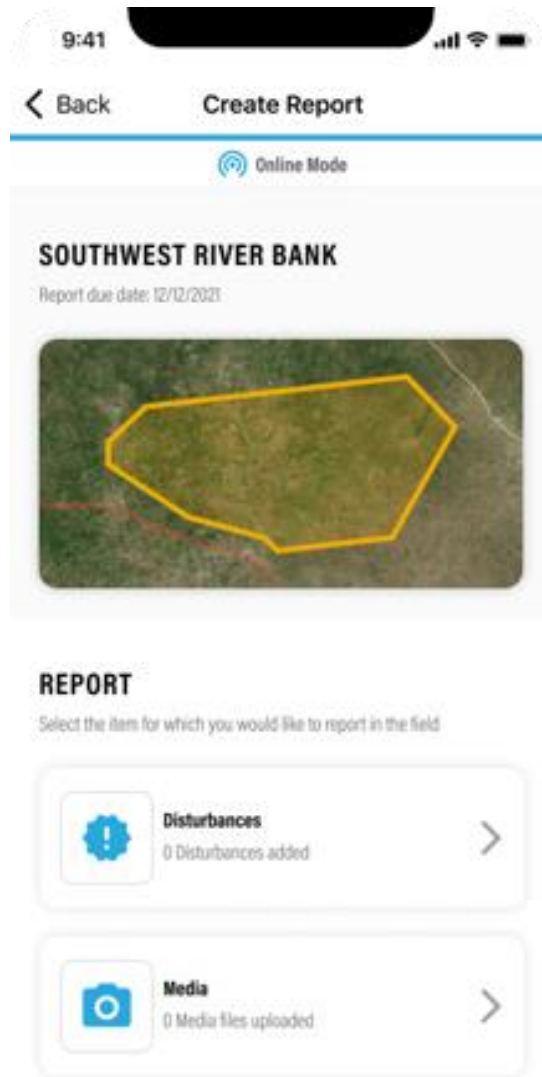 9:41
Back
Create Report
Online Mode
SOUTHWEST RIVER BANK
Report due date: 12/12/2021
REPORT
Select the item for which you would like to report in the field
Disturbances
0 Disturbances added
Media
0 Media files uploaded